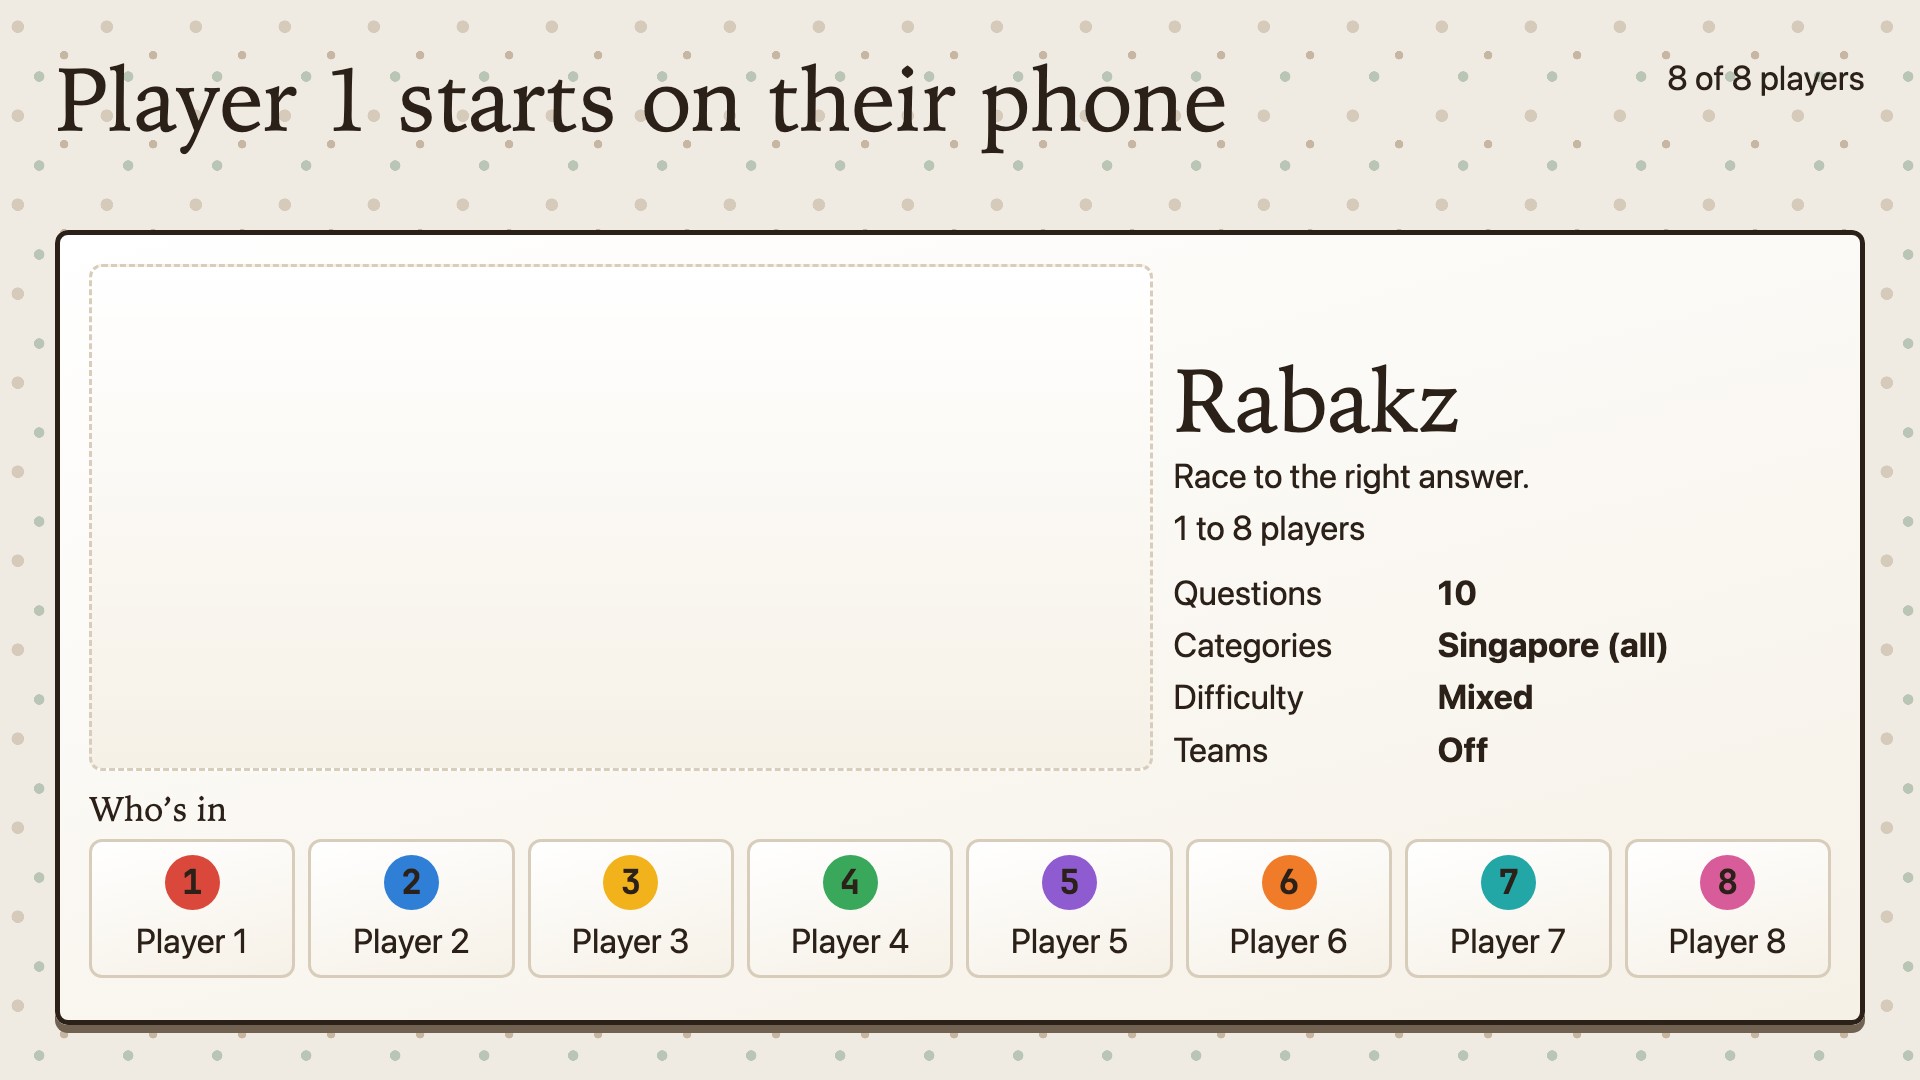 Player 1 starts on their phone
8 of 8 players
Rabakz
Race to the right answer.
1 to 8 players
Questions 10
Categories Singapore (all)
Difficulty Mixed
Teams Off
Who’s in
1 2 3 4 5 6 7 8
Player 1 Player 2 Player 3 Player 4 Player 5 Player 6 Player 7 Player 8